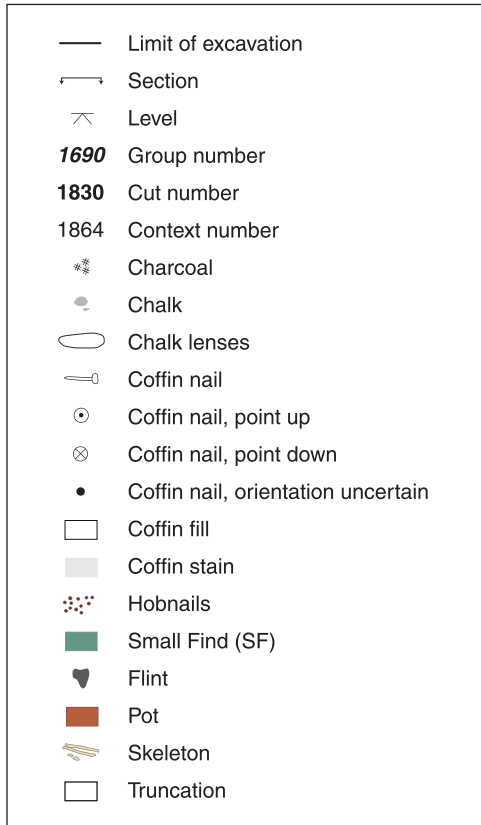 Limit of excavation
Section
Level
1690 Group number
1830 Cut number
1864 Context number
Charcoal
Chalk
Chalk lenses
Coffin nail
Coffin nail, point up
Coffin nail, point down
Coffin nail, orientation uncertain
Coffin fill
Coffin stain
Hobnails
Small Find (SF)
Flint
Pot
Skeleton
Truncation